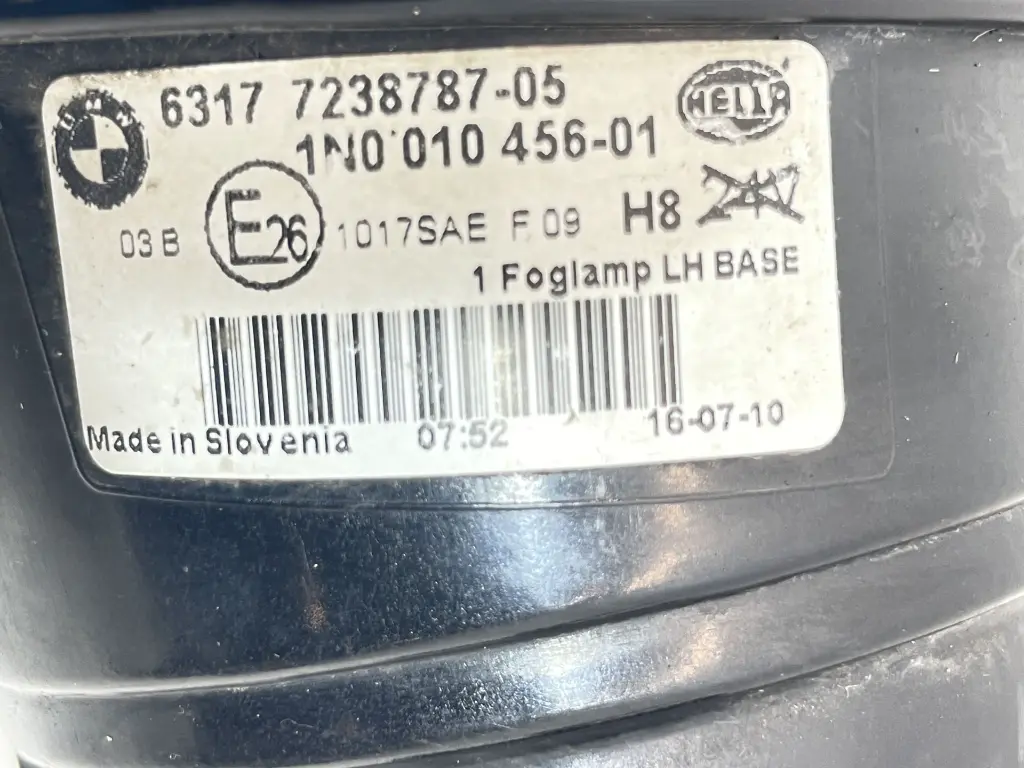 BMW 6317 7238787-05 HELLA
1N0 010 456-01
03 B E26 1017SAE F 09 H8 24V
1 Foglamp LH BASE
Made in Slovenia 07:52 16-07-10